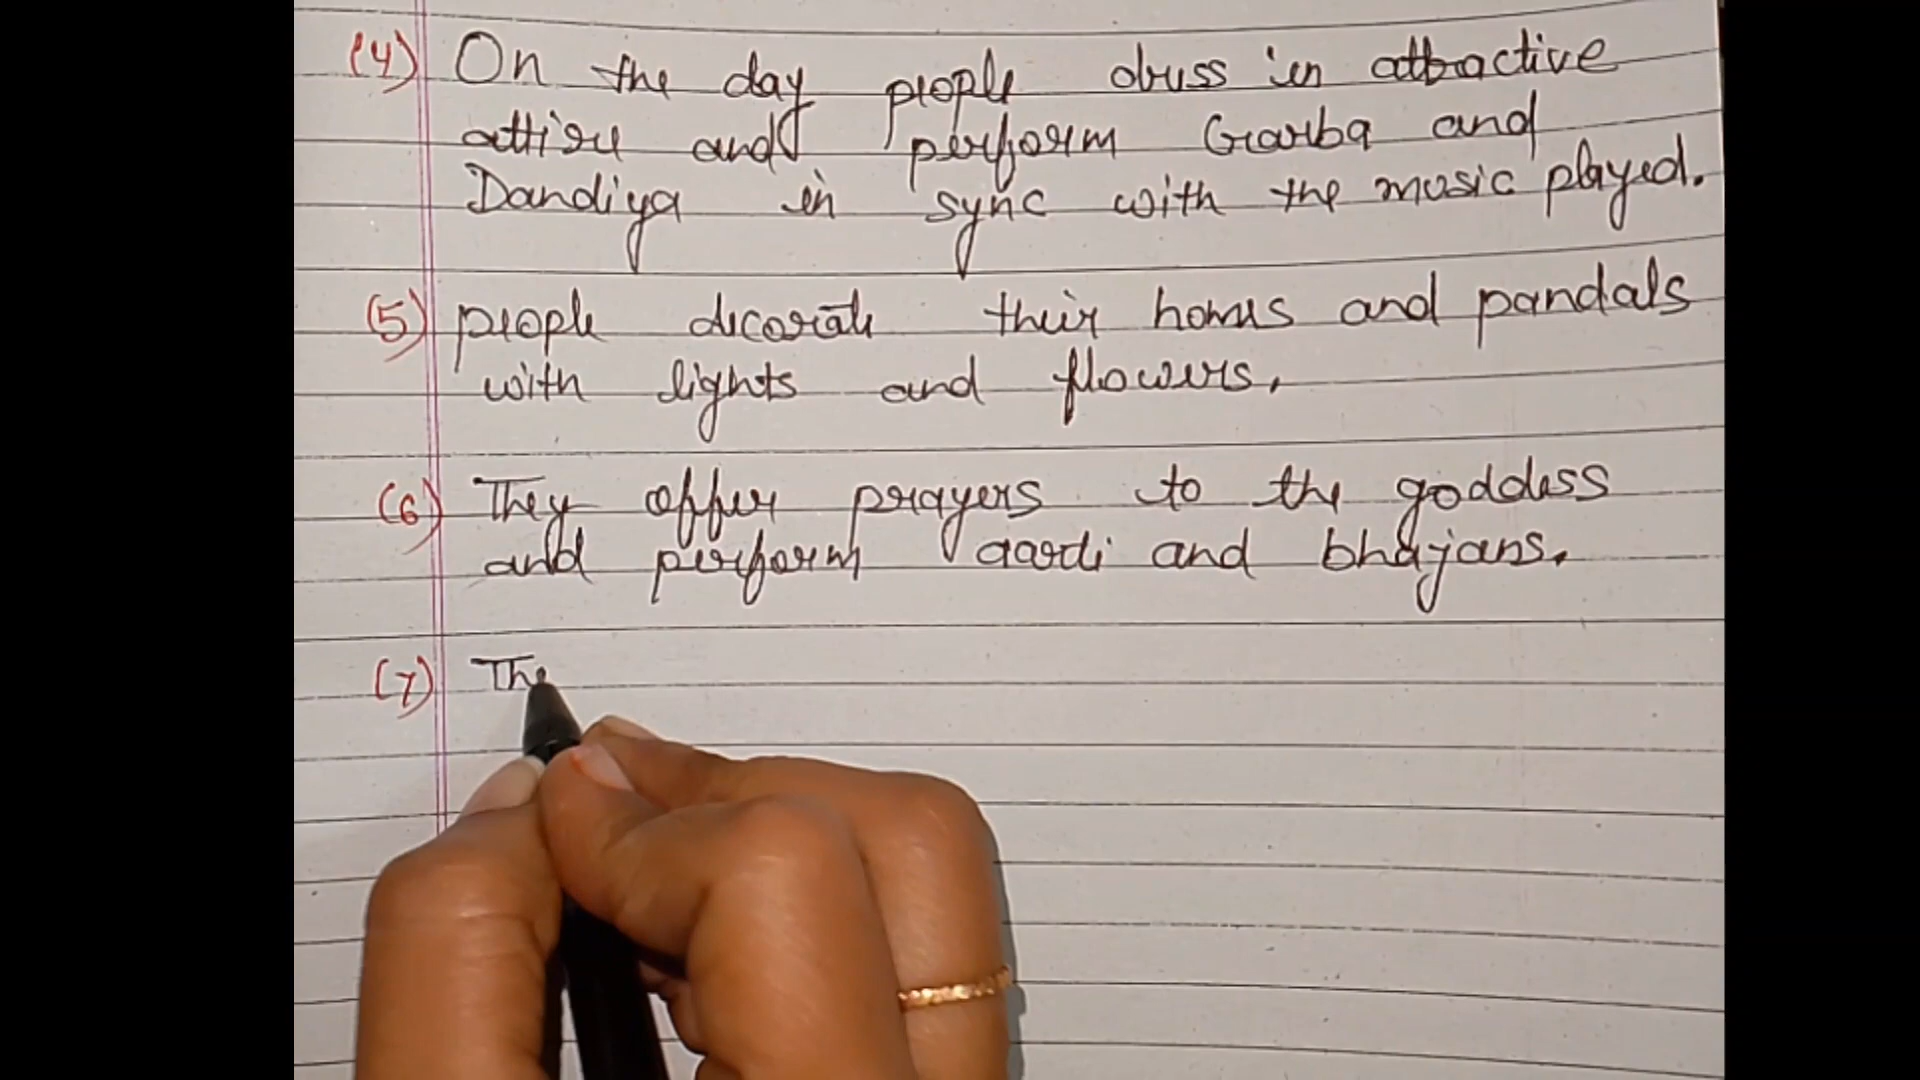 (4) On the day people dress in attractive
attire and perform Garba and
Dandiya in sync with the music played.
(5) people decorate their homes and pandals
with lights and flowers.
(6) They offer prayers to the goddess
and perform aarti and bhajans.
(7) The